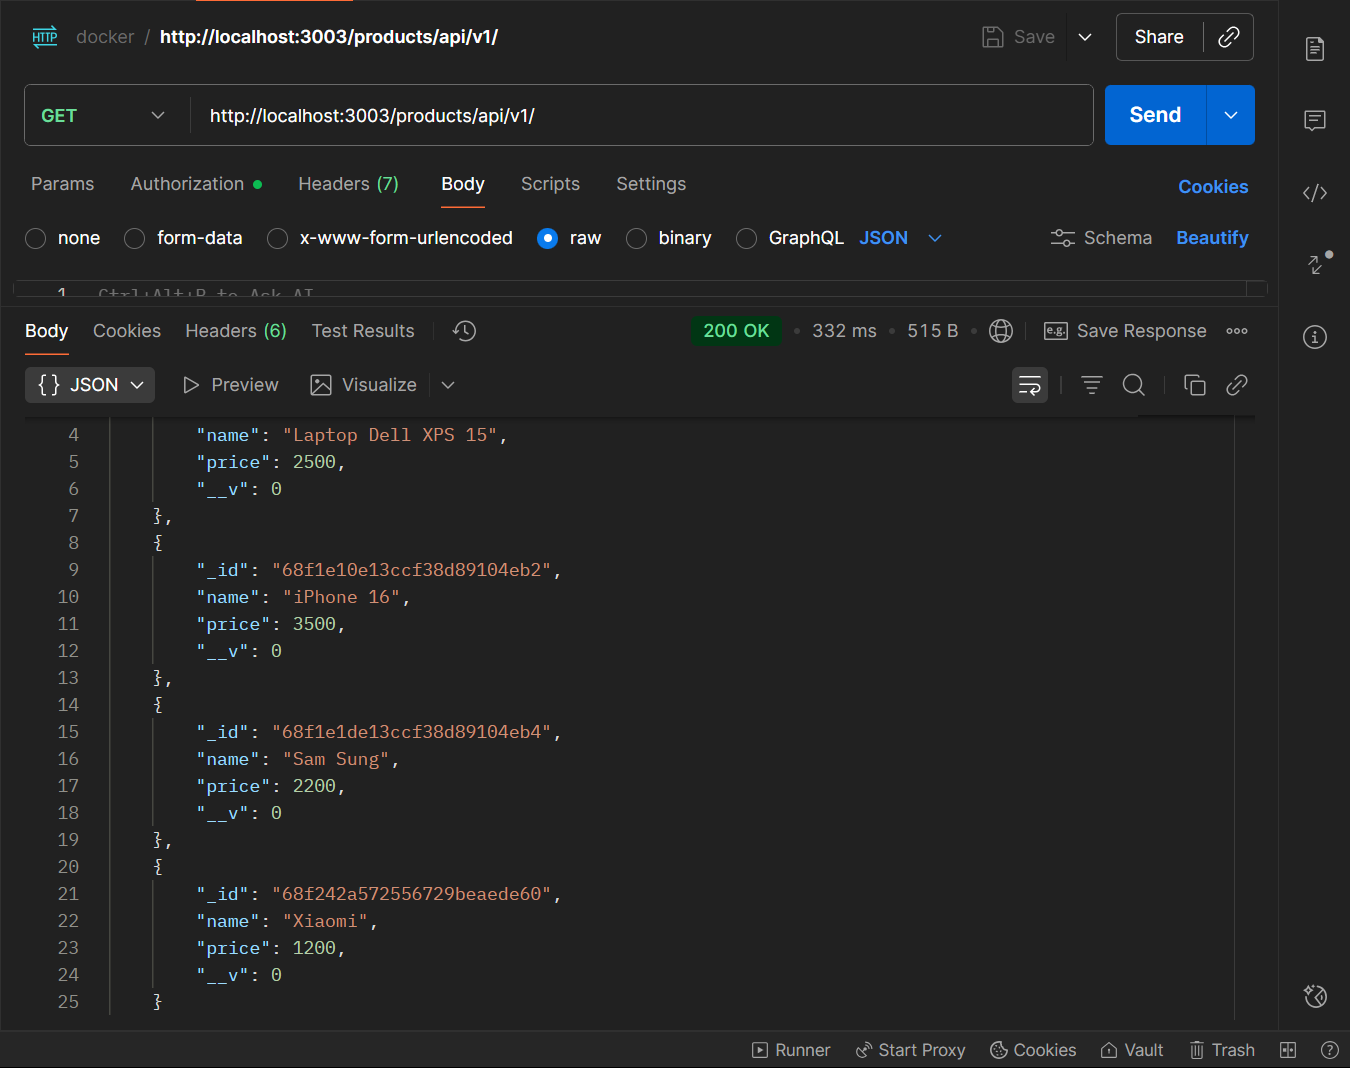 HTTP docker / http://localhost:3003/products/api/v1/ Save Share
GET http://localhost:3003/products/api/v1/ Send
Params Authorization Headers (7) Body Scripts Settings Cookies
none form-data x-www-form-urlencoded raw binary GraphQL JSON Schema Beautify
1 Ctrl+Alt+P to Ask AI
Body Cookies Headers (6) Test Results 200 OK 332 ms 515 B e.g. Save Response
{} JSON Preview Visualize
4 "name": "Laptop Dell XPS 15",
5 "price": 2500,
6 "__v": 0
7 },
8 {
9 "_id": "68f1e10e13ccf38d89104eb2",
10 "name": "iPhone 16",
11 "price": 3500,
12 "__v": 0
13 },
14 {
15 "_id": "68f1e1de13ccf38d89104eb4",
16 "name": "Sam Sung",
17 "price": 2200,
18 "__v": 0
19 },
20 {
21 "_id": "68f242a572556729beaede60",
22 "name": "Xiaomi",
23 "price": 1200,
24 "__v": 0
25 }
Runner Start Proxy Cookies Vault Trash